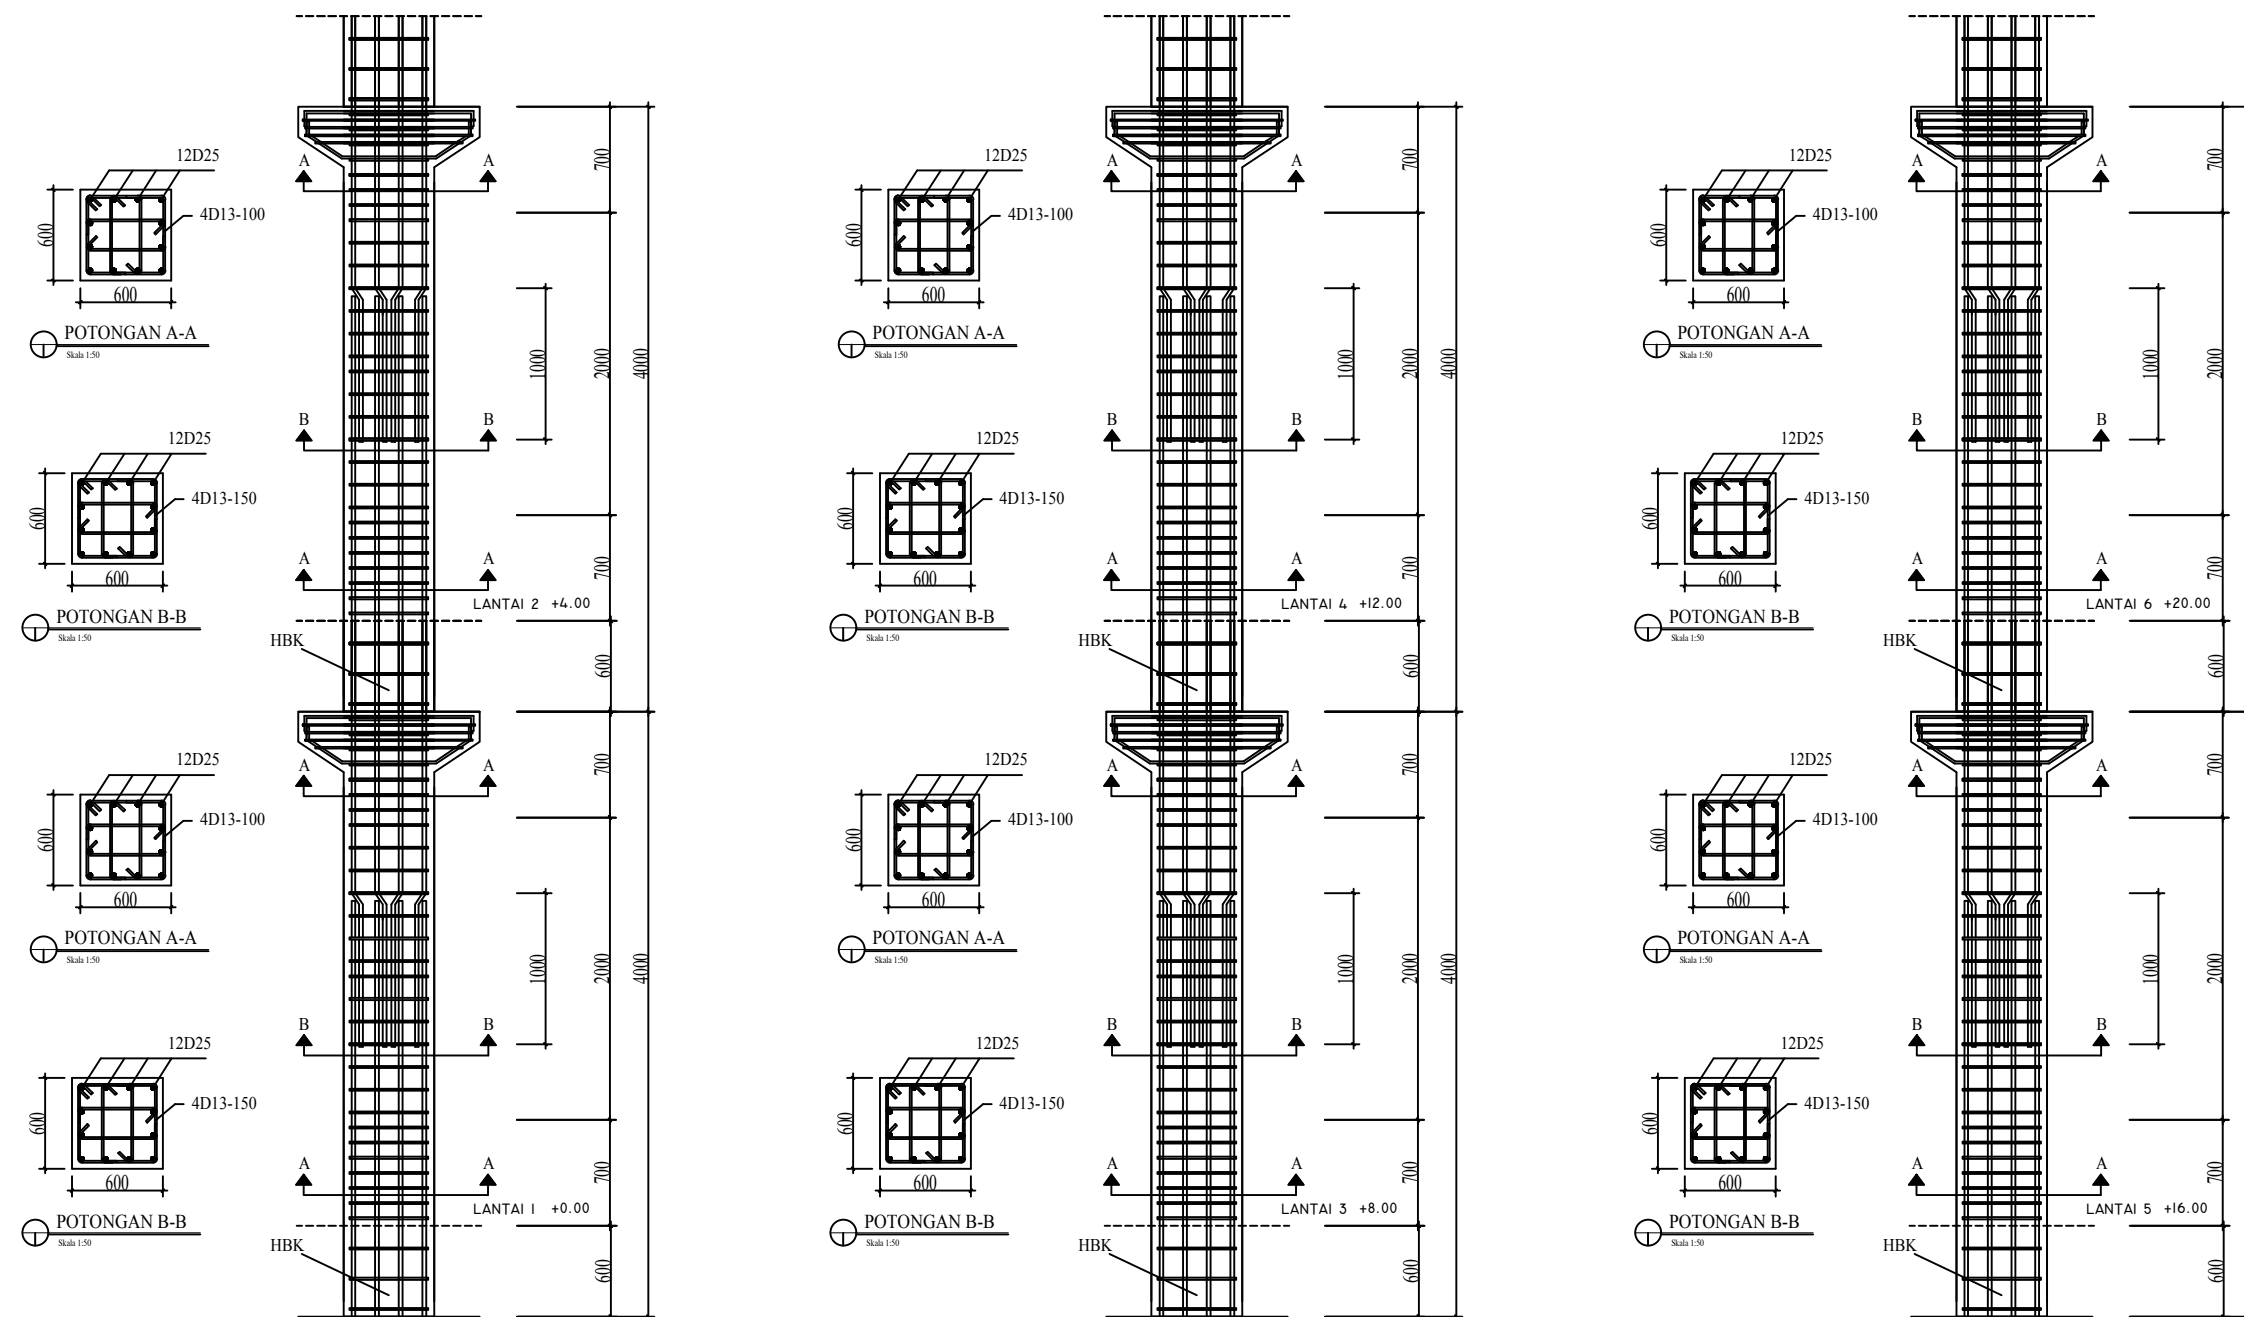 12D25
4D13-100
600
600
POTONGAN A-A
Skala 1:50
12D25
4D13-150
600
600
POTONGAN B-B
Skala 1:50
12D25
4D13-100
600
600
POTONGAN A-A
Skala 1:50
12D25
4D13-150
600
600
POTONGAN B-B
Skala 1:50
A A
B B
A A
LANTAI 2 +4.00
HBK
A A
B B
A A
LANTAI 1 +0.00
HBK
700
1000
2000
4000
700
600
700
1000
2000
4000
700
600
12D25
4D13-100
600
600
POTONGAN A-A
Skala 1:50
12D25
4D13-150
600
600
POTONGAN B-B
Skala 1:50
12D25
4D13-100
600
600
POTONGAN A-A
Skala 1:50
12D25
4D13-150
600
600
POTONGAN B-B
Skala 1:50
A A
B B
A A
LANTAI 4 +12.00
HBK
A A
B B
A A
LANTAI 3 +8.00
HBK
700
1000
2000
4000
700
600
700
1000
2000
4000
700
600
12D25
4D13-100
600
600
POTONGAN A-A
Skala 1:50
12D25
4D13-150
600
600
POTONGAN B-B
Skala 1:50
12D25
4D13-100
600
600
POTONGAN A-A
Skala 1:50
12D25
4D13-150
600
600
POTONGAN B-B
Skala 1:50
A A
B B
A A
LANTAI 6 +20.00
HBK
A A
B B
A A
LANTAI 5 +16.00
HBK
700
1000
2000
700
600
700
1000
2000
700
600